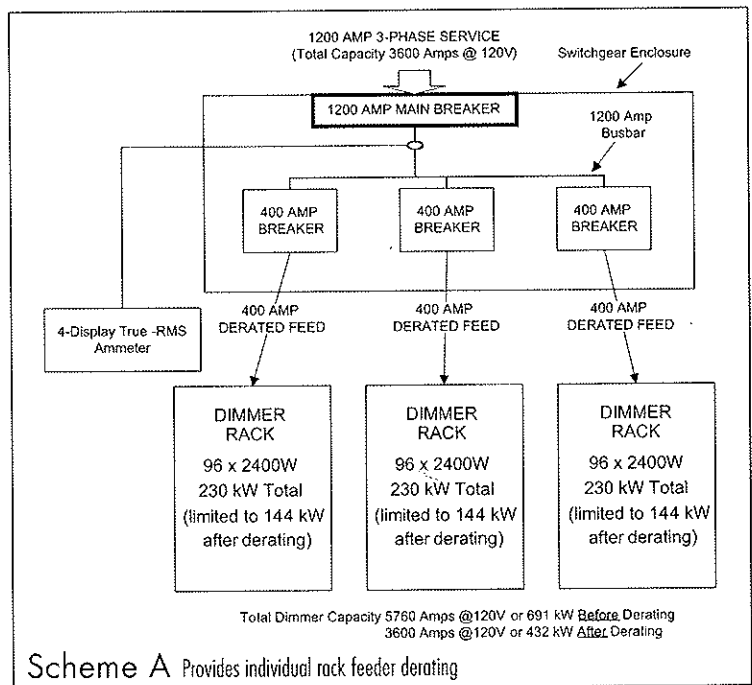 1200 AMP 3-PHASE SERVICE
(Total Capacity 3600 Amps @ 120V)
Switchgear Enclosure
1200 AMP MAIN BREAKER
1200 Amp
Busbar
400 AMP
BREAKER
400 AMP
BREAKER
400 AMP
BREAKER
4-Display True -RMS
Ammeter
400 AMP
DERATED FEED
400 AMP
DERATED FEED
400 AMP
DERATED FEED
DIMMER
RACK
96 x 2400W
230 kW Total
(limited to 144 kW
after derating)
DIMMER
RACK
96 x 2400W
230 kW Total
(limited to 144 kW
after derating)
DIMMER
RACK
96 x 2400W
230 kW Total
(limited to 144 kW
after derating)
Total Dimmer Capacity 5760 Amps @120V or 691 kW Before Derating
3600 Amps @120V or 432 kW After Derating
Scheme A Provides individual rack feeder derating